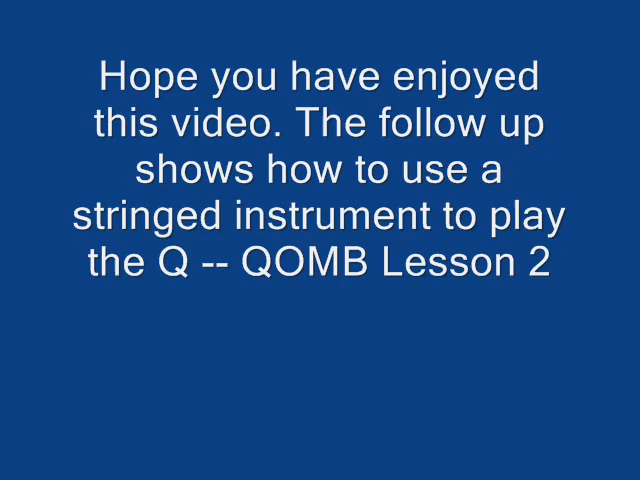 Hope you have enjoyed
this video. The follow up
shows how to use a
stringed instrument to play
the Q -- QOMB Lesson 2